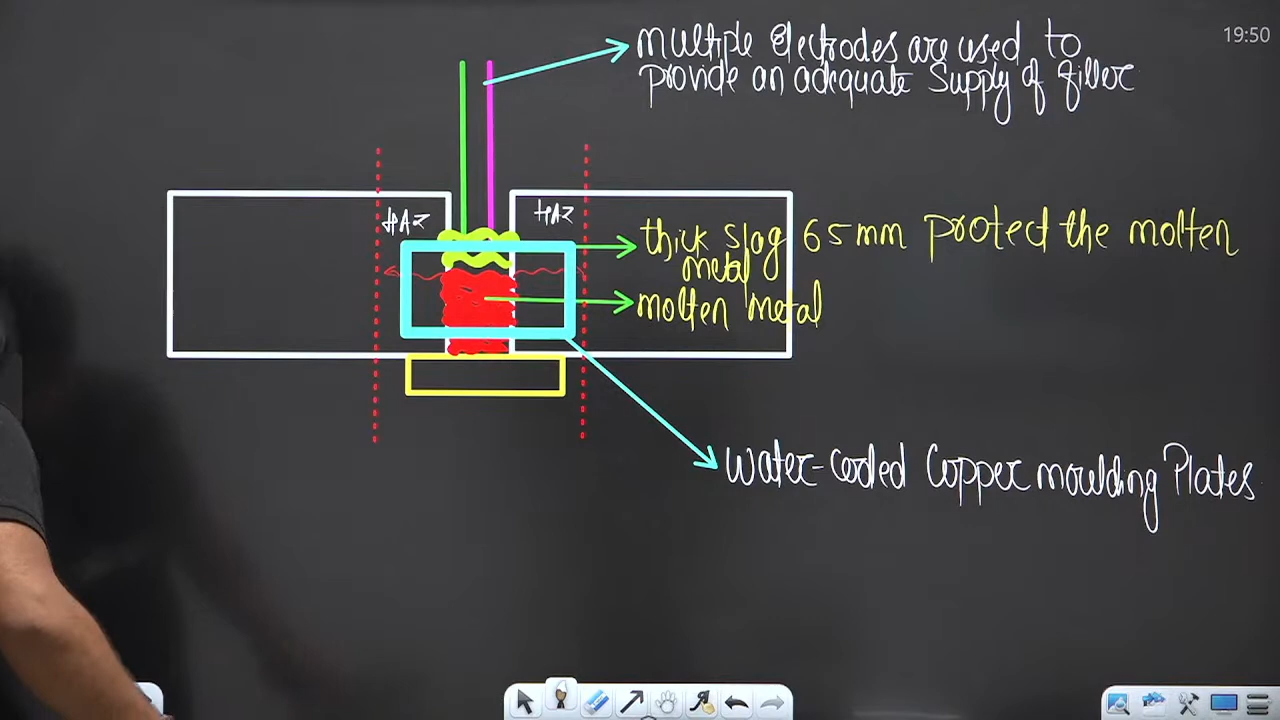 19:50
Multiple Electrodes are used to
provide an adequate Supply of filler
HAZ
HAZ
thick slag 65mm protect the molten
metal
molten metal
Water-cooled Copper moulding Plates